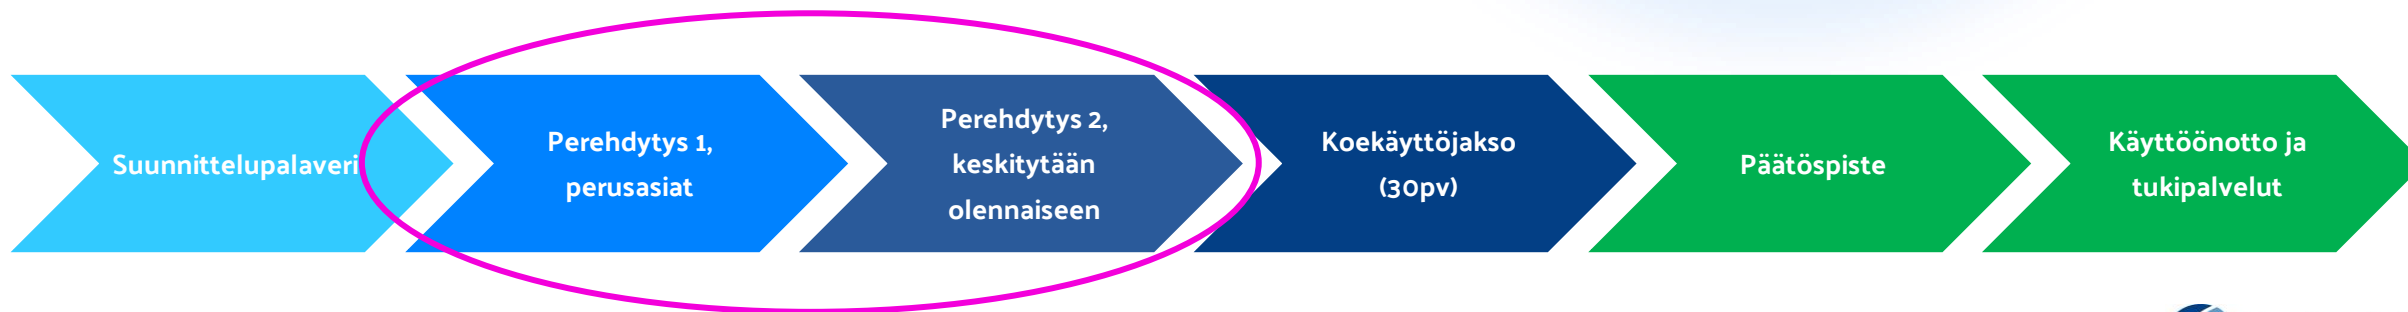 Suunnittelupalaveri
Perehdytys 1,
perusasiat
Perehdytys 2,
keskitytään
olennaiseen
Koekäyttöjakso
(30pv)
Päätöspiste
Käyttöönotto ja
tukipalvelut